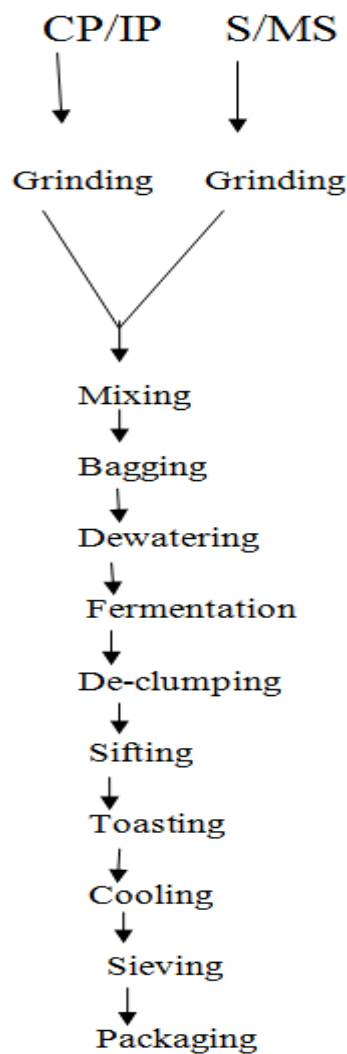 CP/IP S/MS
Grinding Grinding
Mixing
Bagging
Dewatering
Fermentation
De-clumping
Sifting
Toasting
Cooling
Sieving
Packaging